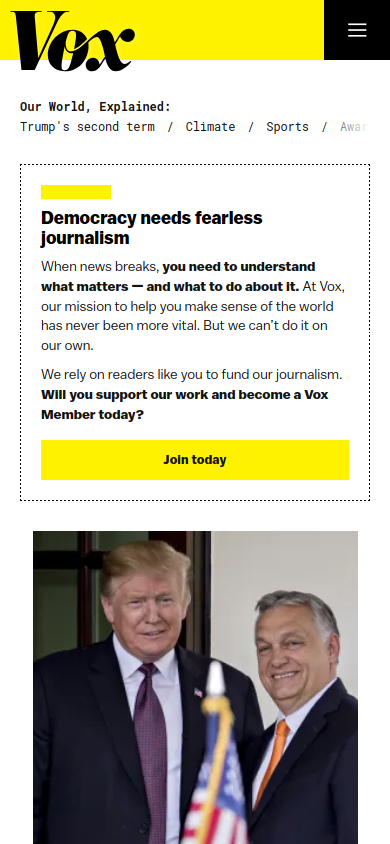 Vox
Our World, Explained:
Trump's second term / Climate / Sports /
Democracy needs fearless
journalism
When news breaks, you need to understand
what matters — and what to do about it. At Vox,
our mission to help you make sense of the world
has never been more vital. But we can't do it on
our own.
We rely on readers like you to fund our journalism.
Will you support our work and become a Vox
Member today?
Join today